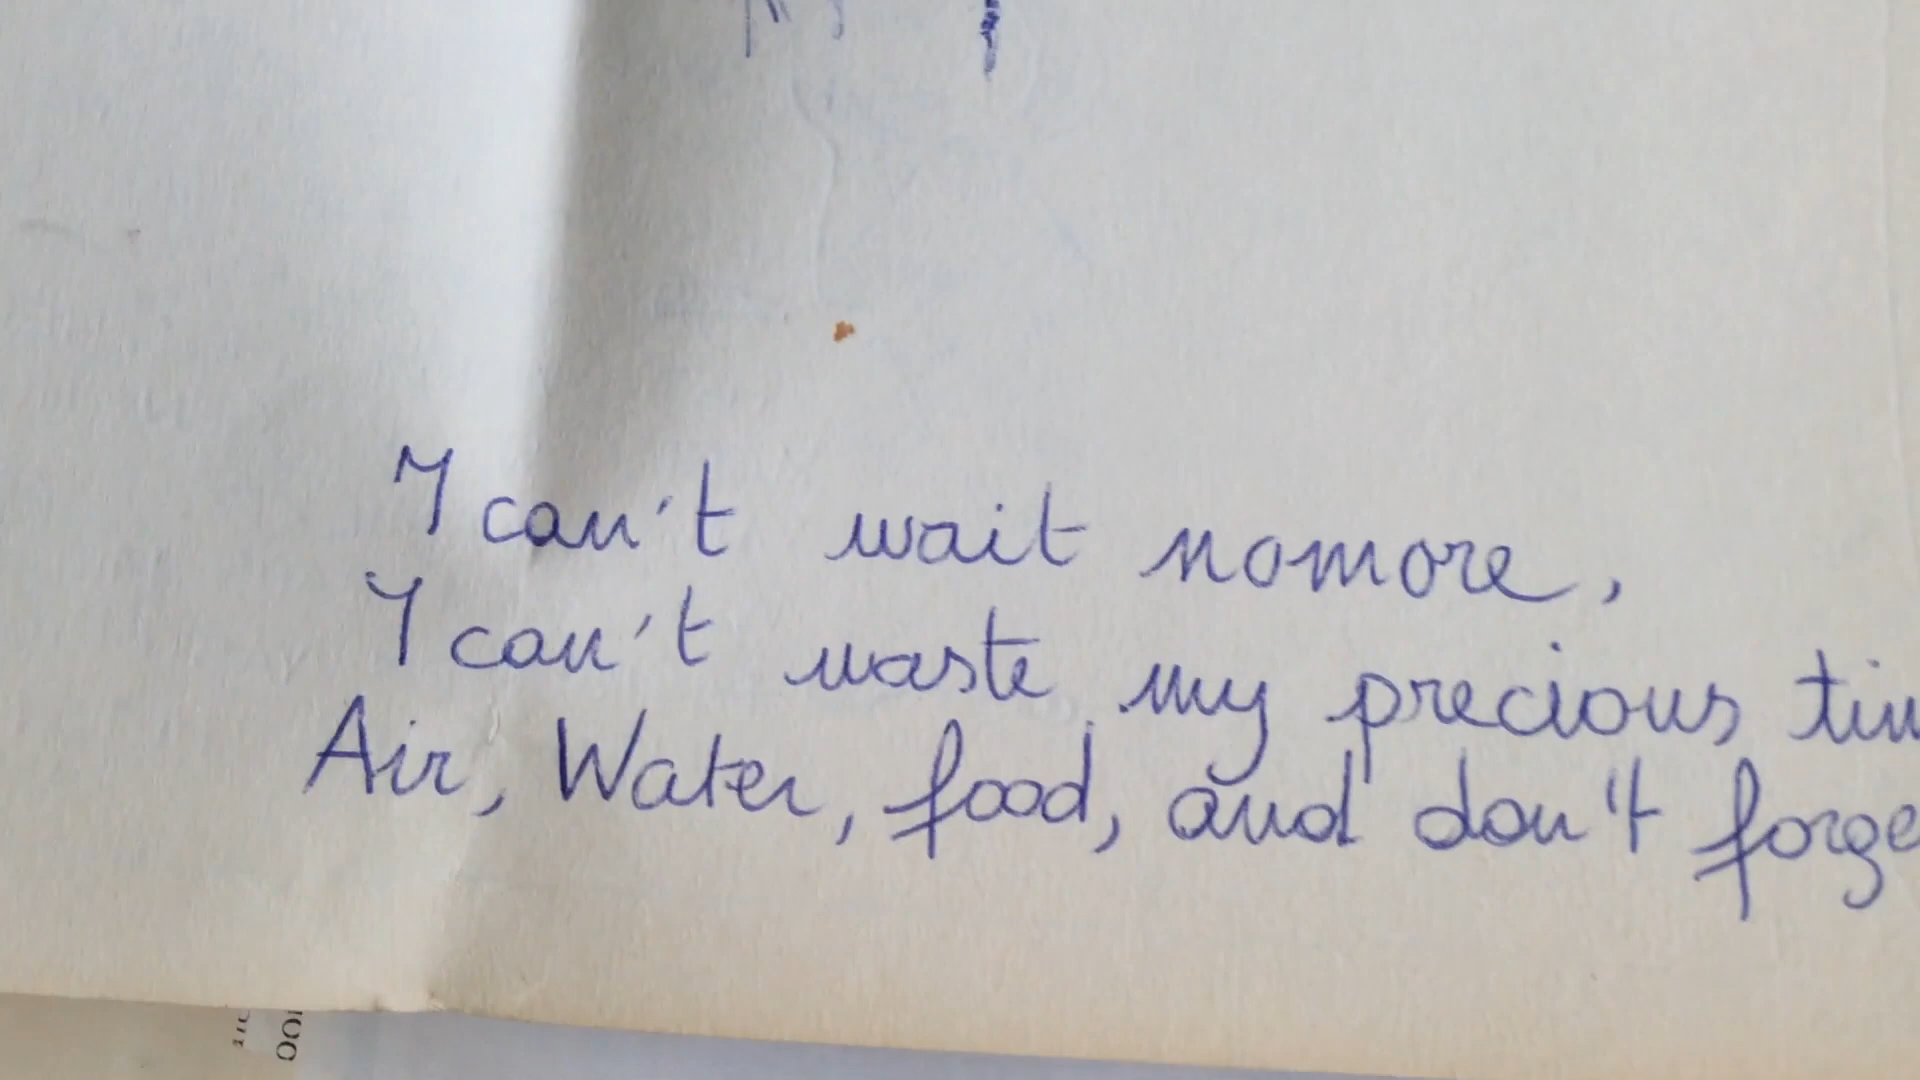 I can't wait nomore,
I can't waste my precious
Air, Water, food, and don't